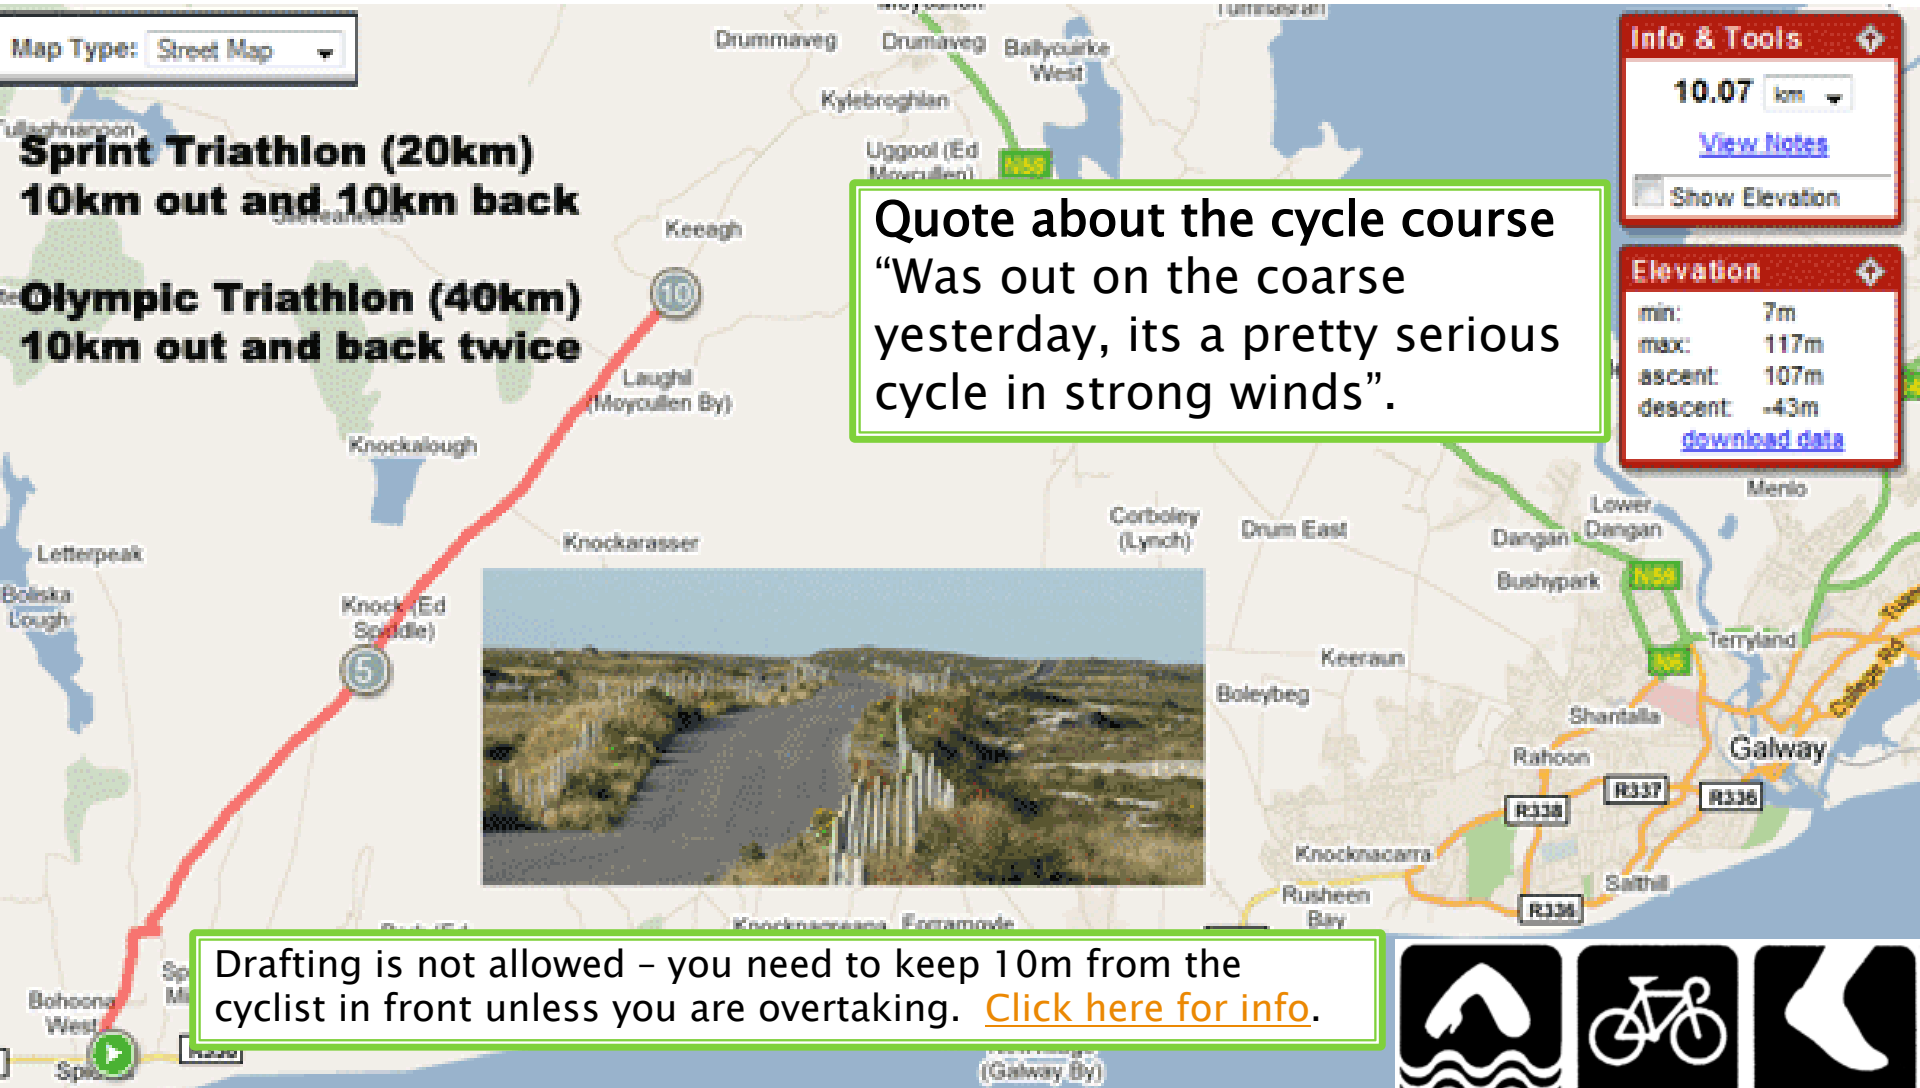 Map Type: Street Map
Drummaveg
Drumaveg
Ballycuirke
West
Kylebroghlan
Uggool (Ed
Moycullen)
N59
Info & Tools
10.07 km
View Notes
Show Elevation
Sprint Triathlon (20km)
10km out and 10km back
Olympic Triathlon (40km)
10km out and back twice
Keeagh
10
Quote about the cycle course
“Was out on the coarse
yesterday, its a pretty serious
cycle in strong winds”.
Elevation
min: 7m
max: 117m
ascent: 107m
descent: -43m
download data
Laughil
(Moycullen By)
Knockalough
Menlo
Lower
Dangan
Dangan
Corboley
(Lynch)
Drum East
Knockarasser
Letterpeak
Bushypark
N59
Boliska
Lough
Knock (Ed
Spiddle)
5
Terryland
N6
Keeraun
Boleybeg
Shantalla
College Rd
Galway
Rahoon
R337
R336
R338
Knocknacarra
Salthill
Rusheen
Bay
R336
Knocknagreana
Forramoyle
Drafting is not allowed – you need to keep 10m from the
cyclist in front unless you are overtaking. Click here for info.
Bohoona
West
R336
(Galway By)